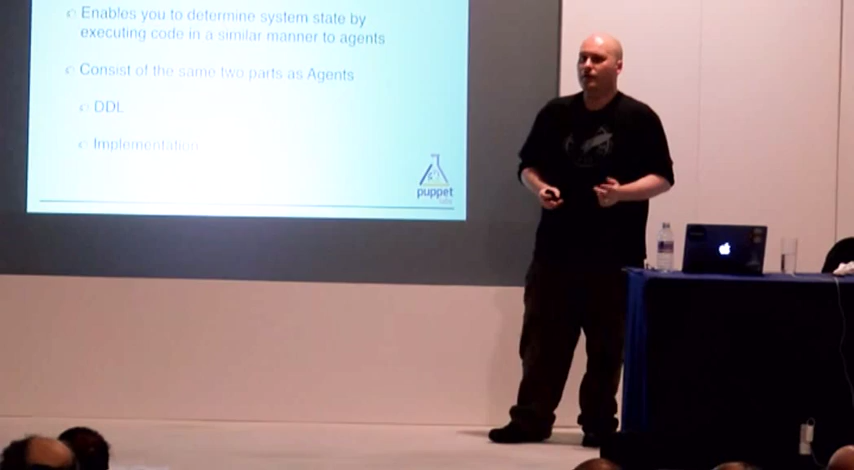 Enables you to determine system state by
executing code in a similar manner to agents
Consist of the same two parts as Agents
DDL
Implementation
puppet
labs